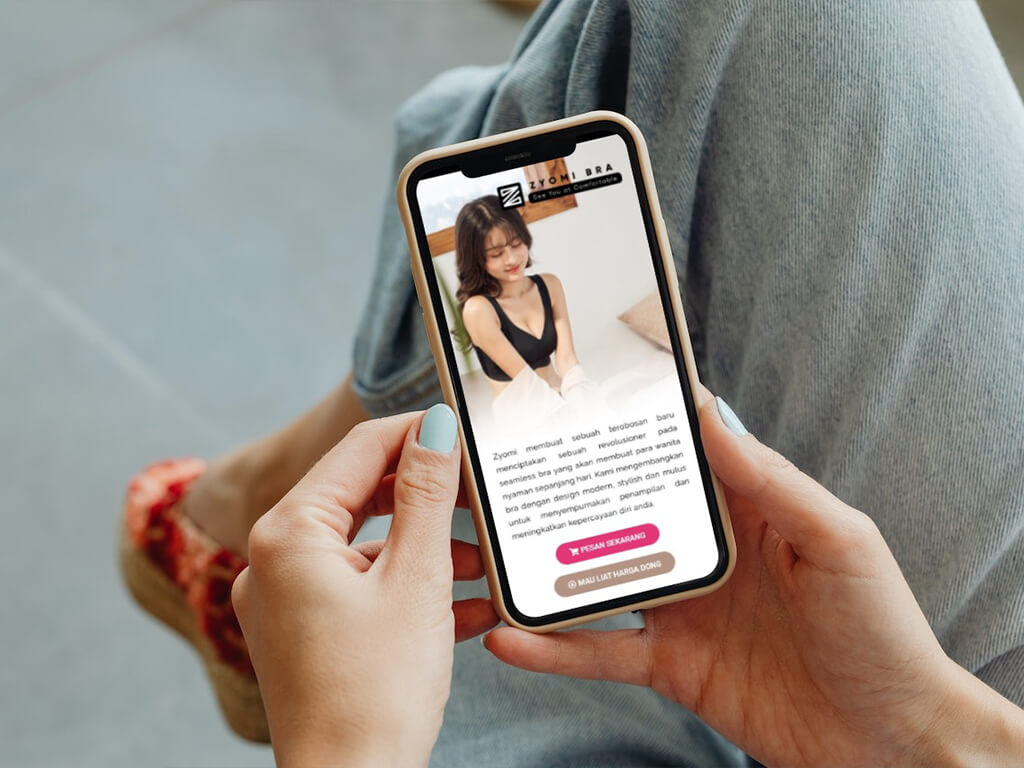 ZYOMI BRA
See You at Comfortable
Zyomi membuat sebuah terobosan baru
menciptakan sebuah revolusioner pada
seamless bra yang akan membuat para wanita
nyaman sepanjang hari. Kami mengembangkan
bra dengan design modern, stylish dan mulus
untuk menyempurnakan penampilan dan
meningkatkan kepercayaan diri anda.
PESAN SEKARANG
MAU LIAT HARGA DONG